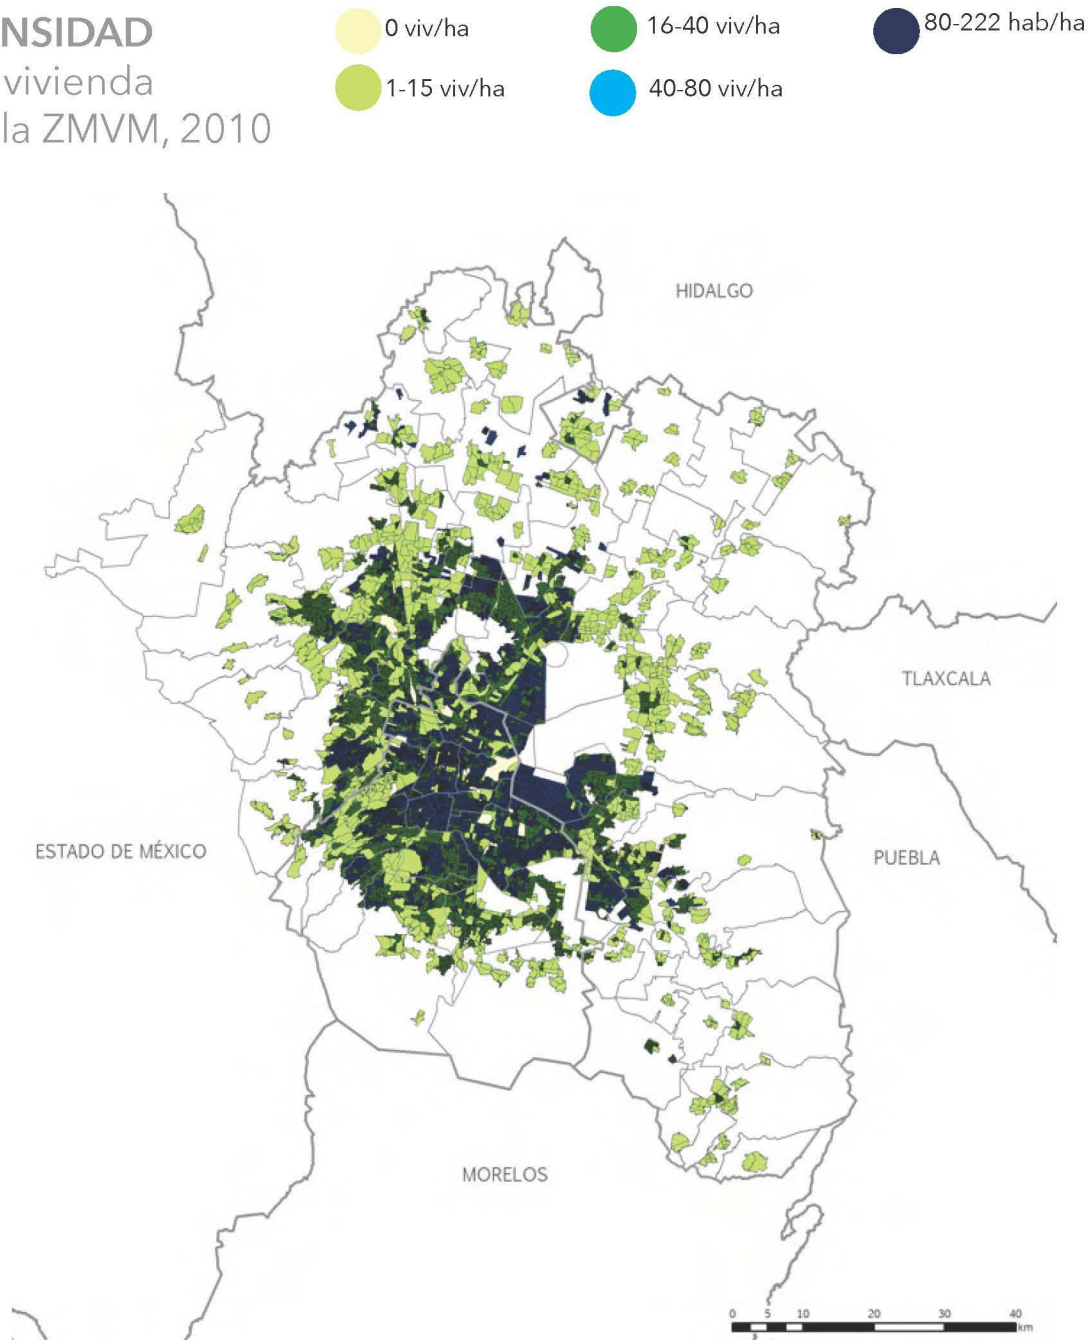 NSIDAD
vivienda
la ZMVM, 2010
0 viv/ha
1-15 viv/ha
16-40 viv/ha
40-80 viv/ha
80-222 hab/ha
HIDALGO
TLAXCALA
ESTADO DE MÉXICO
PUEBLA
MORELOS
0 5 10 20 30 40
km